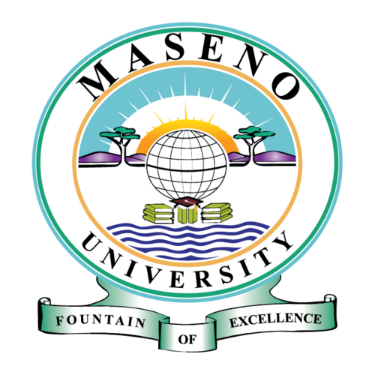 MASENO
UNIVERSITY
FOUNTAIN OF EXCELLENCE